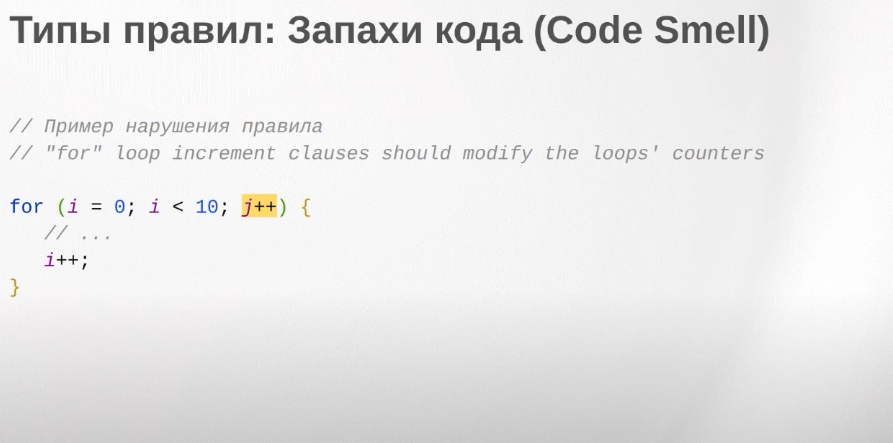 Типы правил: Запахи кода (Code Smell)
// Пример нарушения правила
// "for" loop increment clauses should modify the loops' counters
for (i = 0; i < 10; j++) {
// ...
i++;
}